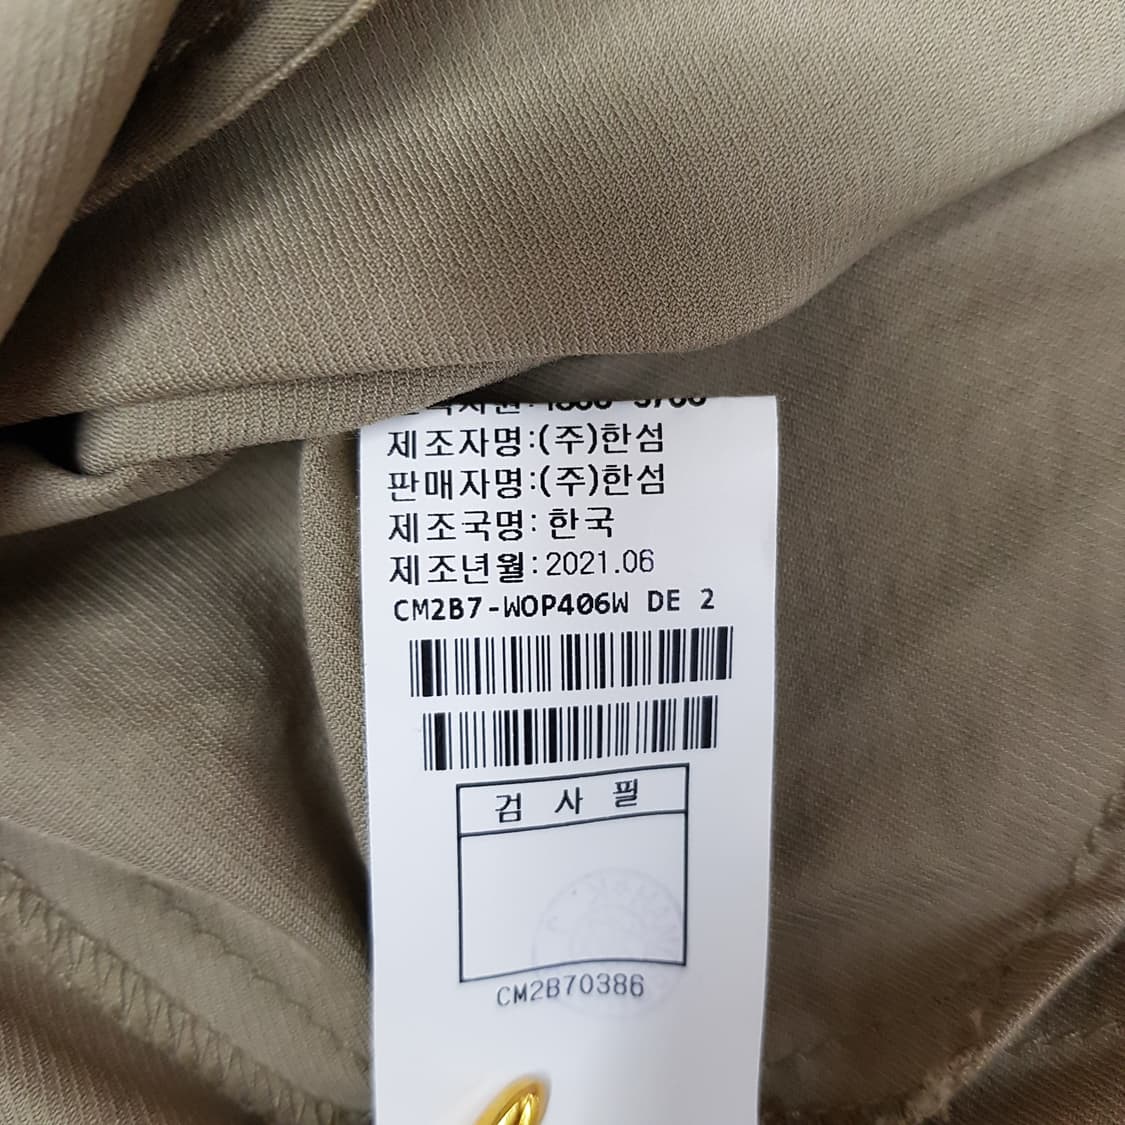 제조자명:(주)한섬
판매자명:(주)한섬
제조국명:한국
제조년월:2021.06
CM2B7-WOP406W DE 2
검 사 필
CM2B70386